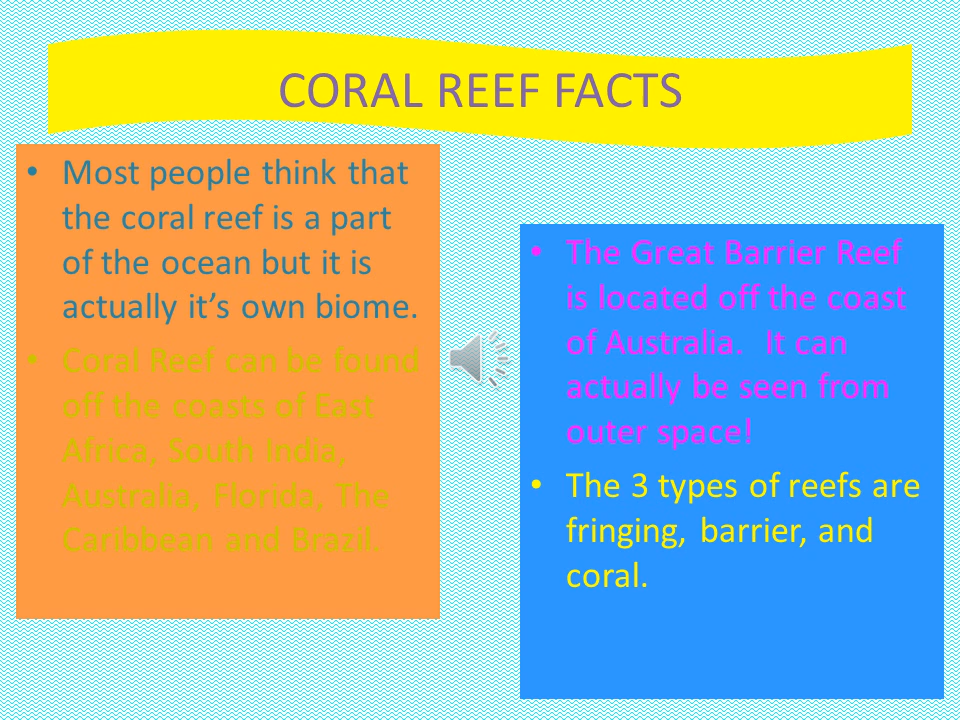 CORAL REEF FACTS
• Most people think that
the coral reef is a part
of the ocean but it is
actually it’s own biome.
• Coral Reef can be found
off the coasts of East
Africa, South India,
Australia, Florida, The
Caribbean and Brazil.
• The Great Barrier Reef
is located off the coast
of Australia.  It can
actually be seen from
outer space!
• The 3 types of reefs are
fringing, barrier, and
coral.